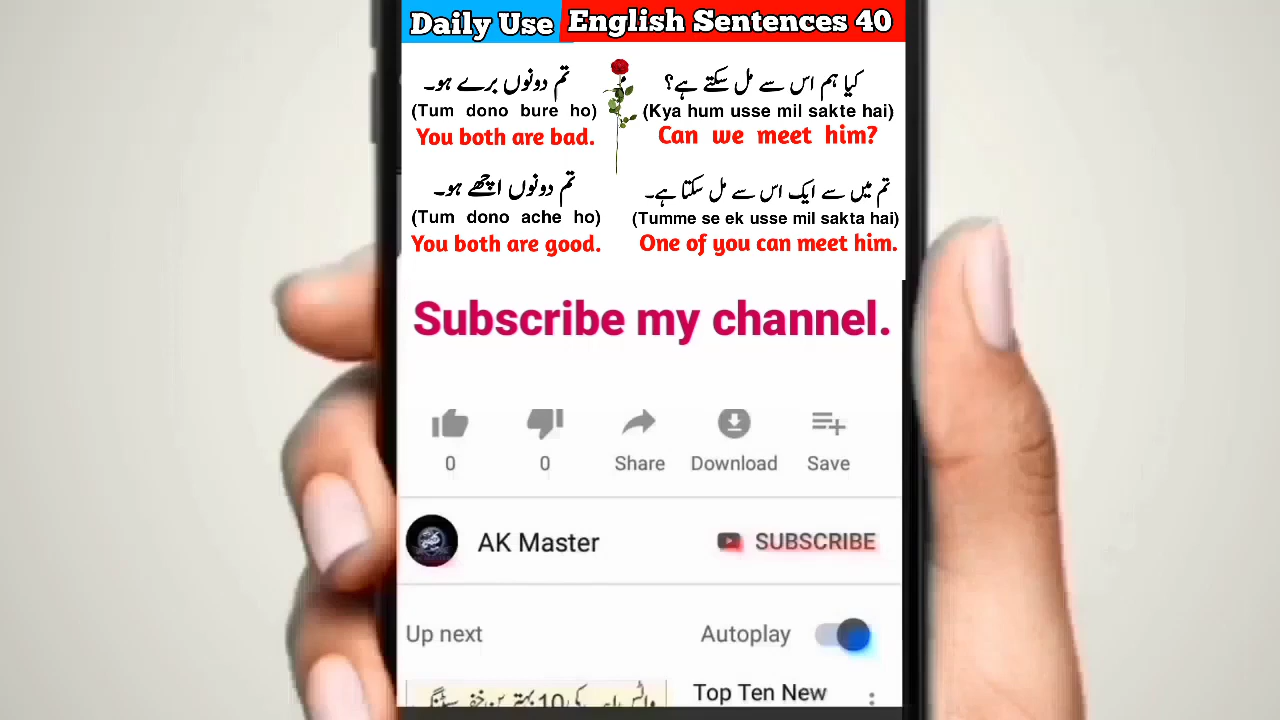 Daily Use English Sentences 40
تم دونوں برے ہو۔
(Tum dono bure ho)
You both are bad.
کیا ہم اس سے مل سکتے ہے؟
(Kya hum usse mil sakte hai)
Can we meet him?
تم دونوں اچھے ہو۔
(Tum dono ache ho)
You both are good.
تم میں سے ایک اس سے مل سکتا ہے۔
(Tumme se ek usse mil sakta hai)
One of you can meet him.
Subscribe my channel.
0 0 Share Download Save
AK Master SUBSCRIBE
Up next Autoplay
کی 10 بہترین
Top Ten New